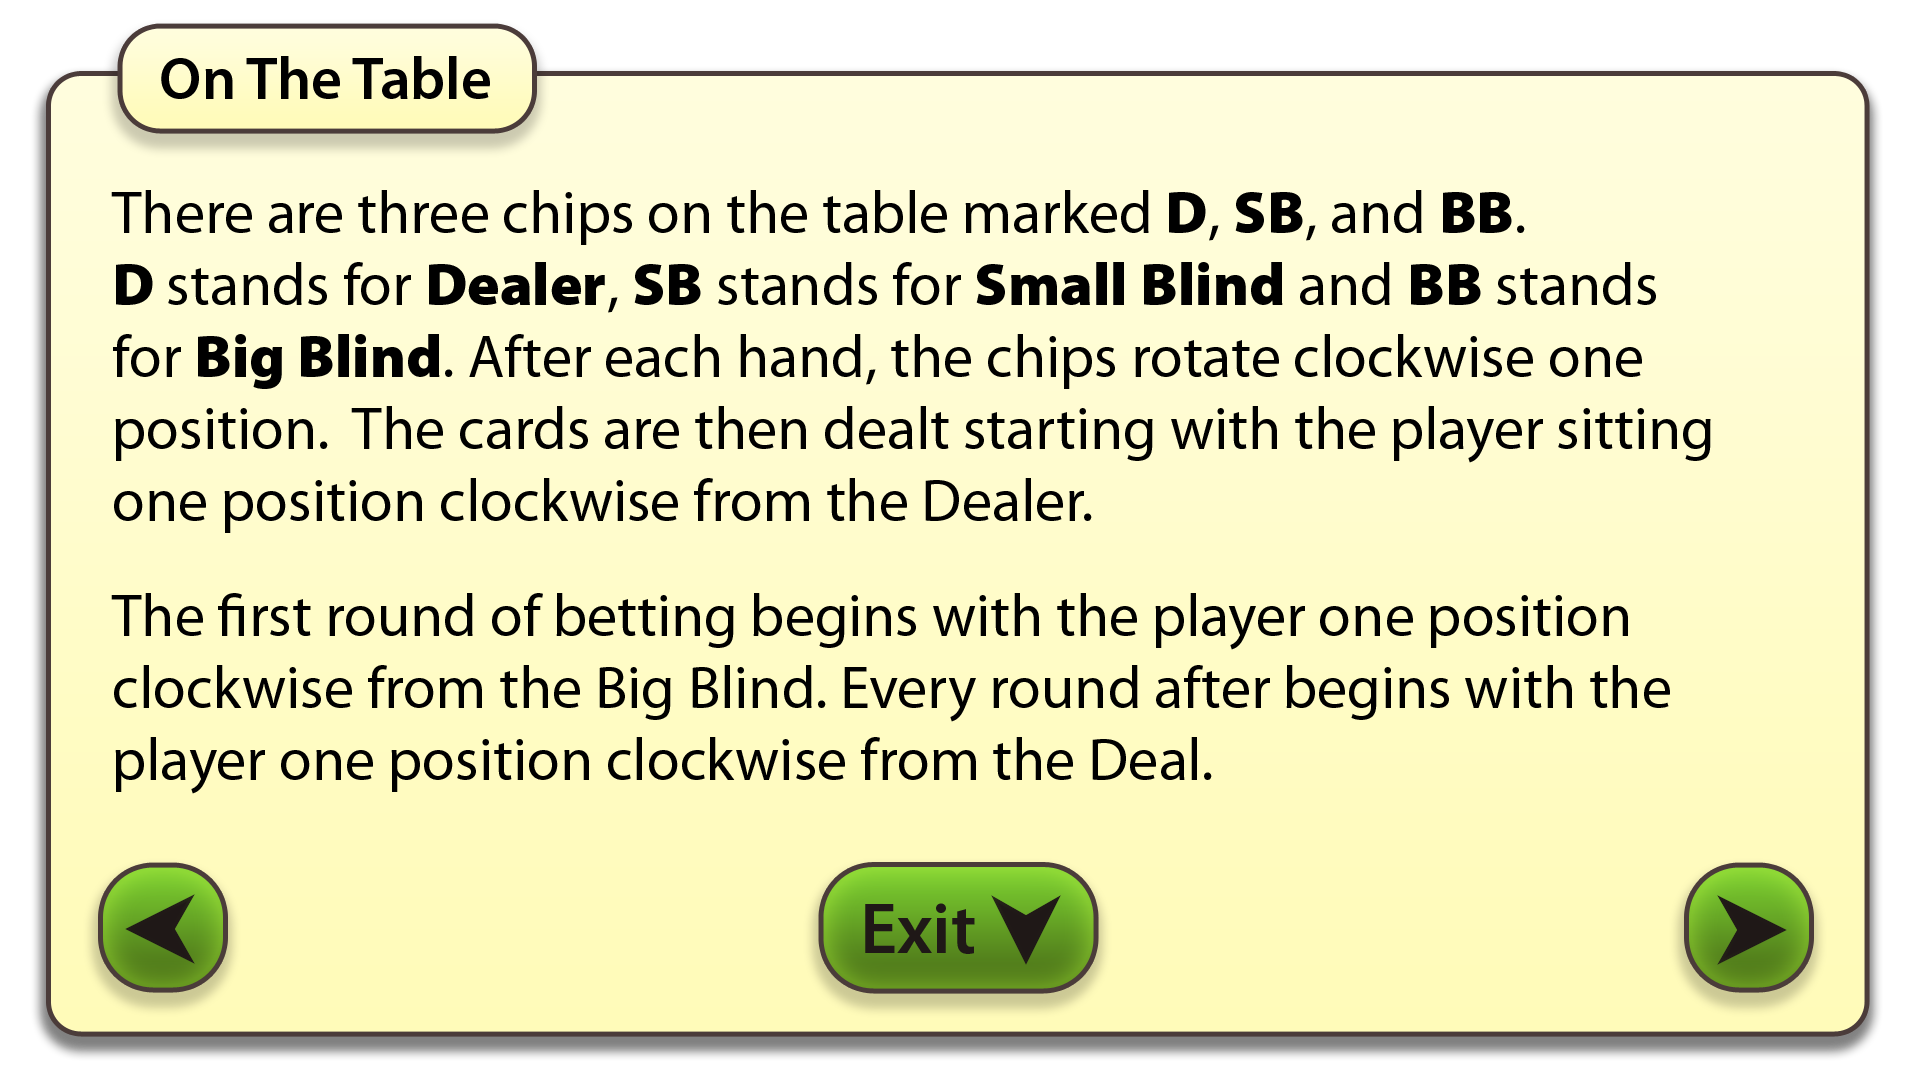 On The Table
There are three chips on the table marked D, SB, and BB.
D stands for Dealer, SB stands for Small Blind and BB stands
for Big Blind. After each hand, the chips rotate clockwise one
position.  The cards are then dealt starting with the player sitting
one position clockwise from the Dealer.
The first round of betting begins with the player one position
clockwise from the Big Blind. Every round after begins with the
player one position clockwise from the Deal.
Exit